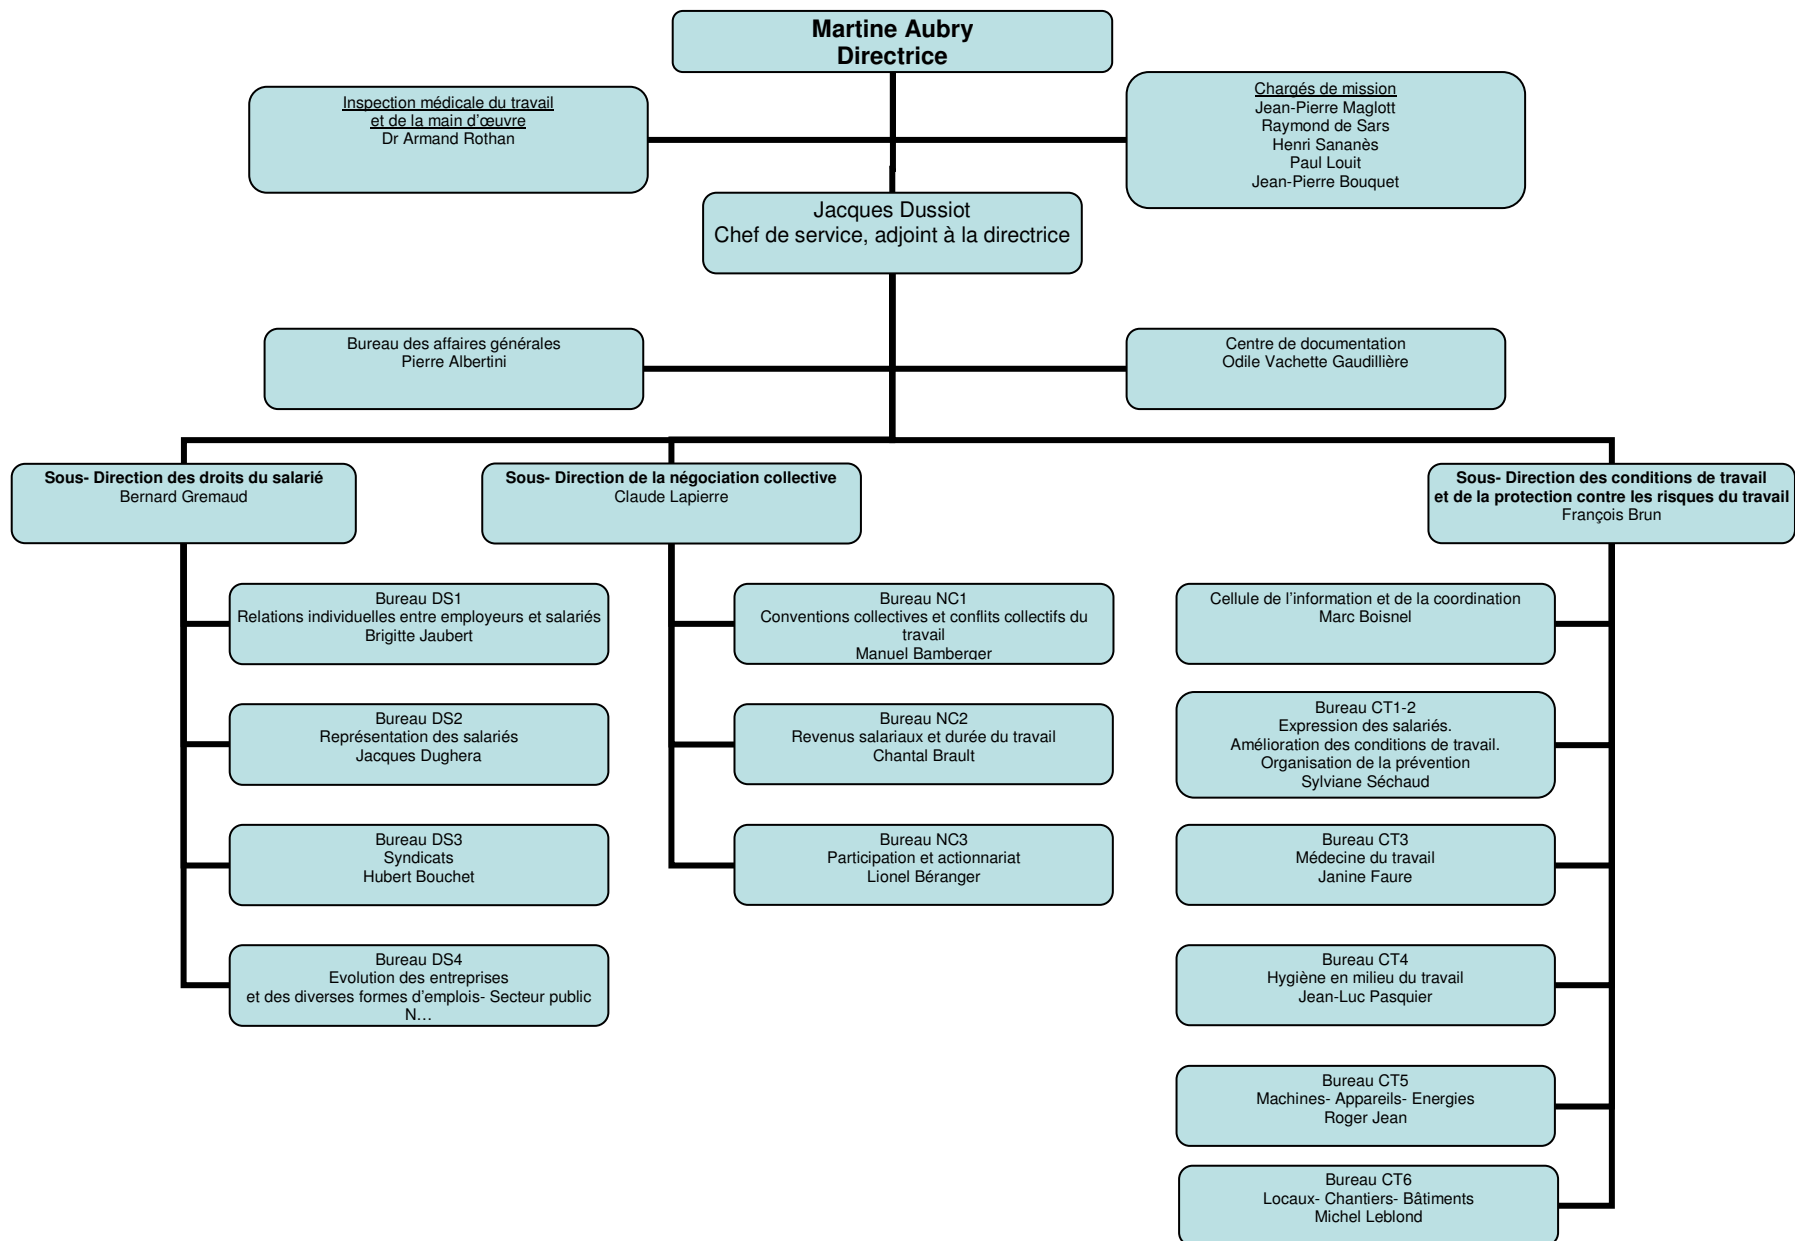 Martine Aubry
Directrice
Inspection médicale du travail
et de la main d'œuvre
Dr Armand Rothan
Chargés de mission
Jean-Pierre Maglott
Raymond de Sars
Henri Sananès
Paul Louit
Jean-Pierre Bouquet
Jacques Dussiot
Chef de service, adjoint à la directrice
Bureau des affaires générales
Pierre Albertini
Centre de documentation
Odile Vachette Gaudillière
Sous- Direction des droits du salarié
Bernard Gremaud
Sous- Direction de la négociation collective
Claude Lapierre
Sous- Direction des conditions de travail
et de la protection contre les risques du travail
François Brun
Bureau DS1
Relations individuelles entre employeurs et salariés
Brigitte Jaubert
Bureau DS2
Représentation des salariés
Jacques Dughera
Bureau DS3
Syndicats
Hubert Bouchet
Bureau DS4
Evolution des entreprises
et des diverses formes d'emplois- Secteur public
N…
Bureau NC1
Conventions collectives et conflits collectifs du
travail
Manuel Bamberger
Bureau NC2
Revenus salariaux et durée du travail
Chantal Brault
Bureau NC3
Participation et actionnariat
Lionel Béranger
Cellule de l'information et de la coordination
Marc Boisnel
Bureau CT1-2
Expression des salariés.
Amélioration des conditions de travail.
Organisation de la prévention
Sylviane Séchaud
Bureau CT3
Médecine du travail
Janine Faure
Bureau CT4
Hygiène en milieu du travail
Jean-Luc Pasquier
Bureau CT5
Machines- Appareils- Energies
Roger Jean
Bureau CT6
Locaux- Chantiers- Bâtiments
Michel Leblond